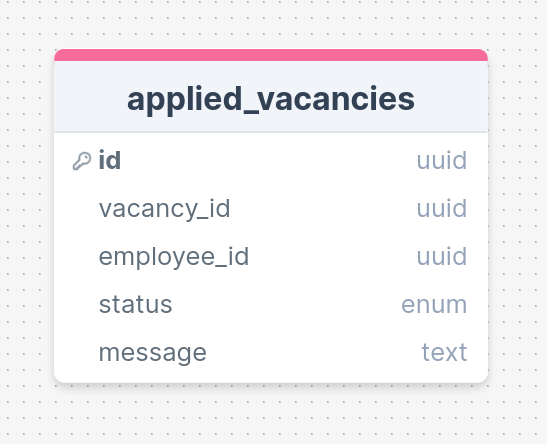 applied_vacancies
id uuid
vacancy_id uuid
employee_id uuid
status enum
message text